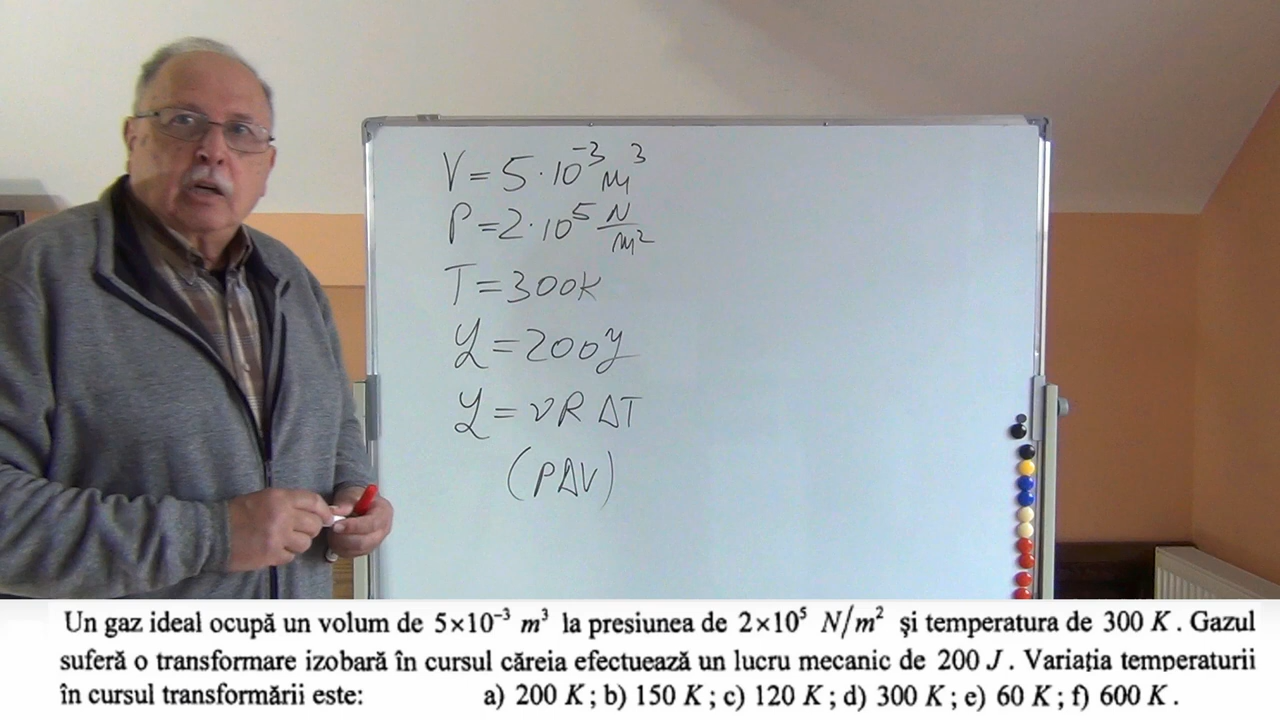 V = 5·10⁻³ m³
P = 2·10⁵ N/m²
T = 300K
L = 200J
L = νRΔT
(PΔV)
Un gaz ideal ocupă un volum de 5×10⁻³ m³ la presiunea de 2×10⁵ N/m² şi temperatura de 300 K. Gazul
suferă o transformare izobară în cursul căreia efectuează un lucru mecanic de 200 J. Variaţia temperaturii
în cursul transformării este: a) 200 K; b) 150 K; c) 120 K; d) 300 K; e) 60 K; f) 600 K.